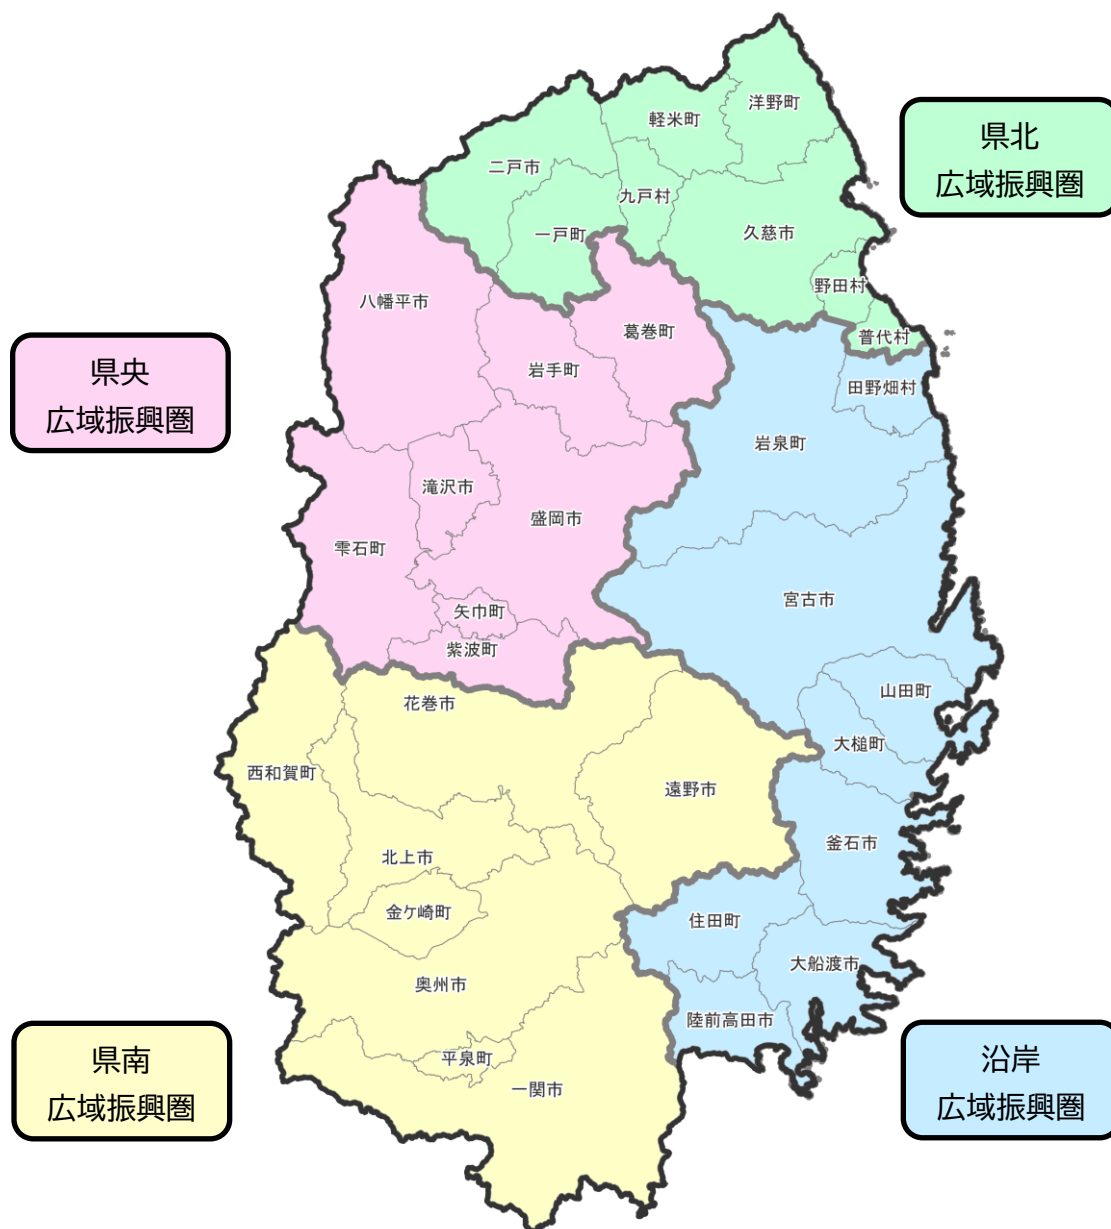 洋野町
軽米町
県北
広域振興圏
二戸市
九戸村
一戸町
久慈市
野田村
八幡平市
葛巻町
普代村
県央
広域振興圏
岩手町
田野畑村
岩泉町
滝沢市
盛岡市
雫石町
宮古市
矢巾町
紫波町
山田町
花巻市
大槌町
西和賀町
遠野市
釜石市
北上市
金ケ崎町
住田町
大船渡市
奥州市
陸前高田市
県南
広域振興圏
平泉町
一関市
沿岸
広域振興圏